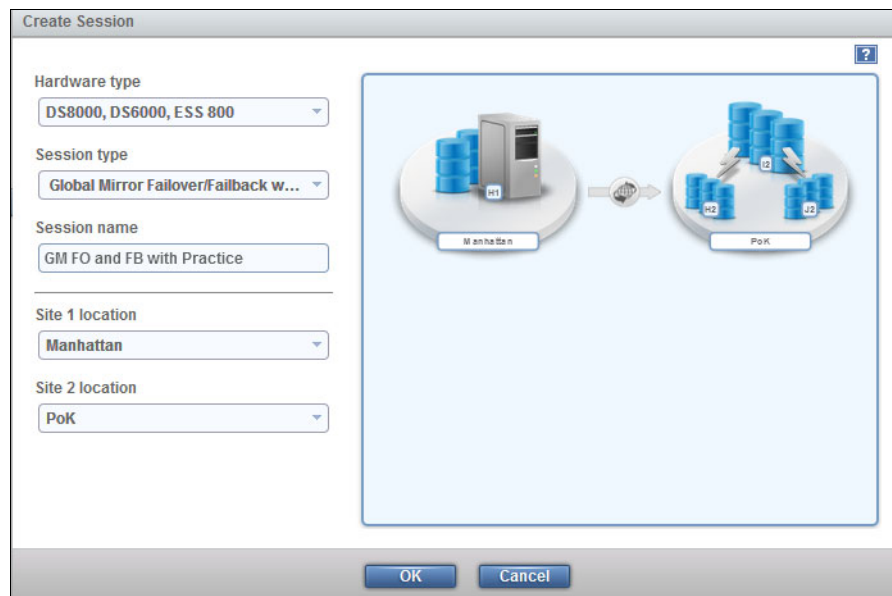 Create Session
?
Hardware type
DS8000, DS6000, ESS 800
Session type
Global Mirror Failover/Failback w...
Session name
GM FO and FB with Practice
Site 1 location
Manhattan
Site 2 location
PoK
H1
Manhattan
I2
H2
J2
PoK
OK
Cancel